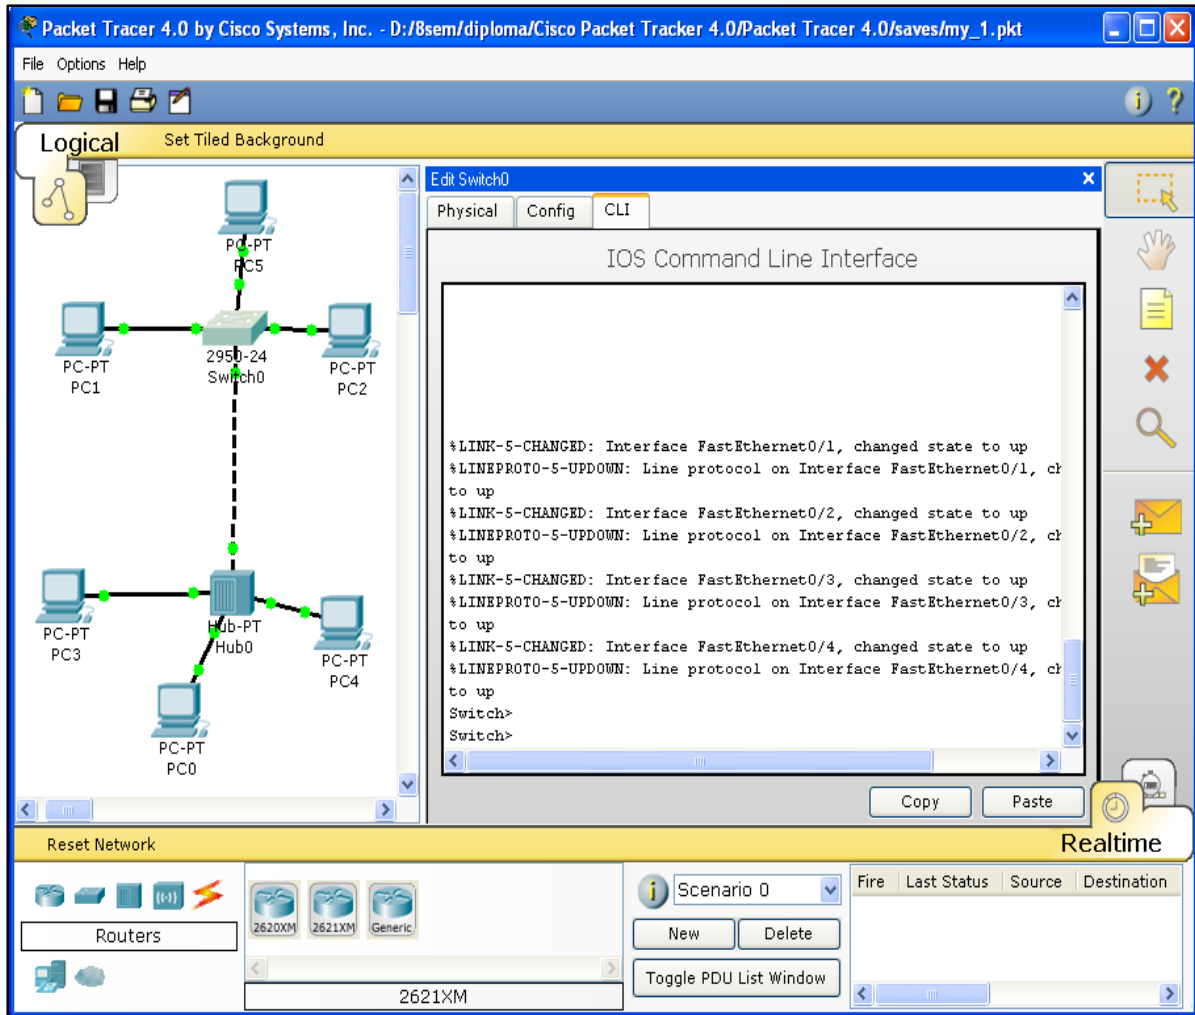 Packet Tracer 4.0 by Cisco Systems, Inc. - D:/8sem/diploma/Cisco Packet Tracker 4.0/Packet Tracer 4.0/saves/my_1.pkt
File Options Help
Logical
Set Tiled Background
PC-PT
PC5
PC-PT
PC1
2950-24
Switch0
PC-PT
PC2
PC-PT
PC3
Hub-PT
Hub0
PC-PT
PC4
PC-PT
PC0
Edit Switch0
Physical Config CLI
IOS Command Line Interface
%LINK-5-CHANGED: Interface FastEthernet0/1, changed state to up
%LINEPROTO-5-UPDOWN: Line protocol on Interface FastEthernet0/1, ch
to up
%LINK-5-CHANGED: Interface FastEthernet0/2, changed state to up
%LINEPROTO-5-UPDOWN: Line protocol on Interface FastEthernet0/2, ch
to up
%LINK-5-CHANGED: Interface FastEthernet0/3, changed state to up
%LINEPROTO-5-UPDOWN: Line protocol on Interface FastEthernet0/3, ch
to up
%LINK-5-CHANGED: Interface FastEthernet0/4, changed state to up
%LINEPROTO-5-UPDOWN: Line protocol on Interface FastEthernet0/4, ch
to up
Switch>
Switch>
Copy Paste
Reset Network
Realtime
Routers
2620XM 2621XM Generic
2621XM
Scenario 0
New Delete
Toggle PDU List Window
Fire Last Status Source Destination